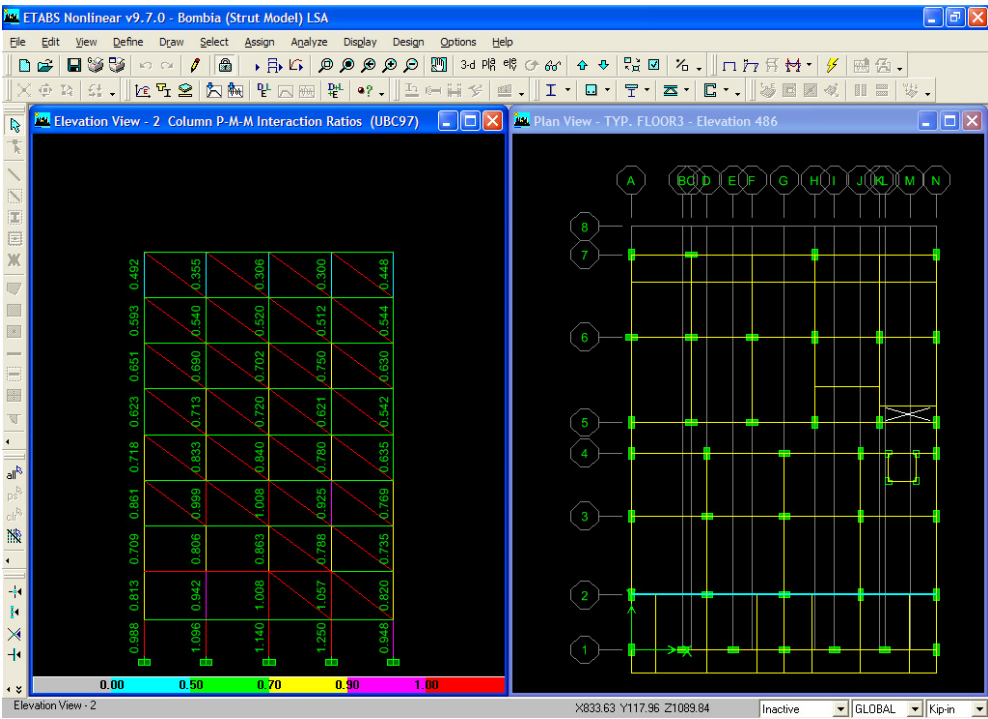 ETABS Nonlinear v9.7.0 - Bombia (Strut Model) LSA
File Edit View Define Draw Select Assign Analyze Display Design Options Help
3-d
Elevation View - 2 Column P-M-M Interaction Ratios (UBC97)
Plan View - TYP. FLOOR3 - Elevation 486
all
ps
clr
0.492 0.355 0.306 0.300 0.448
0.593 0.540 0.520 0.512 0.544
0.651 0.690 0.702 0.750 0.630
0.623 0.713 0.720 0.621 0.542
0.718 0.833 0.840 0.780 0.635
0.861 0.999 1.008 0.925 0.769
0.709 0.806 0.863 0.788 0.735
0.813 0.942 1.008 1.057 0.820
0.988 1.096 1.140 1.250 0.948
0.00 0.50 0.70 0.90 1.00
A B C D E F G H I J K L M N
8
7
6
5
4
3
2
1
X
Elevation View - 2
X833.63 Y117.96 Z1089.84
Inactive
GLOBAL
Kip-in